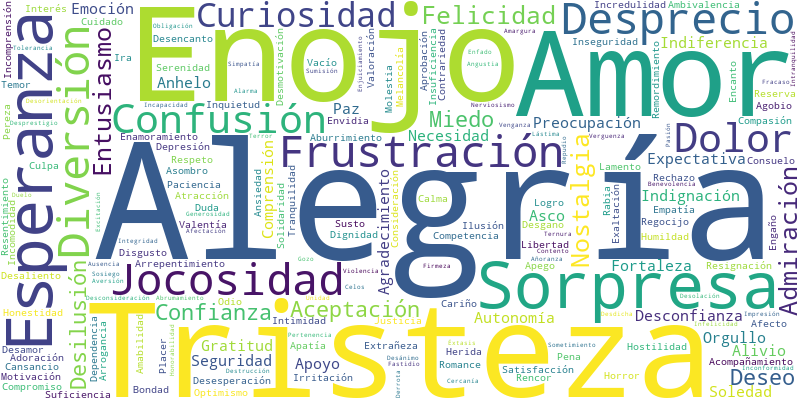 Interés
Emoción
Cuidado
Obligación
Enojo
Curiosidad
Felicidad
Incredulidad
Ambivalencia
Desprecio
Inseguridad
Indiferencia
Intranquilidad
Incomprensión
Intolerancia
Ira
Desencanto
Serenidad
Anhelo
Simpatía
Vacío
Sumisión
Alarma
Desmotivación
Enjuiciamiento
Valoración
Molestia
Melancolía
Aprobación
Insuficiencia
Contrariedad
Enfado
Angustia
Amargura
Nerviosismo
Amor
Remordimiento
Encanto
Fracaso
Reserva
Agobio
Temor
Desorientación
Pereza
Desprestigio
Esperanza
Diversión
Entusiasmo
Incapacidad
Inquietud
Confusión
Paz
Envidia
Miedo
Necesidad
Venganza
Preocupación
Lástima
Verguenza
Pasión
Compasión
Dolor
Culpa
Enamoramiento
Depresión
Terror
Aburrimiento
Frustración
Repudio
Nostalgia
Lamento
Expectativa
Consuelo
Respeto
Asombro
Paciencia
Atracción
Ansiedad
Comprensión
Solidaridad
Tranquilidad
Alegría
Rechazo
Benevolencia
Indignación
Empatía
Regocijo
Rabia
Exaltación
Humildad
Engaño
Admiración
Resentimiento
Incomodidad
Duelo
Duda
Generosidad
Valentía
Afectación
Excitación
Susto
Dignidad
Agradecimiento
Consideración
Calma
Ilusión
Competencia
Logro
Asco
Desgano
Libertad
Ternura
Contento
Añoranza
Apego
Integridad
Disgusto
Arrepentimiento
Gozo
Ausencia
Sosiego
Aversión
Jocosidad
Violencia
Celos
Firmeza
Sorpresa
Fortaleza
Resignación
Desolación
Desaliento
Honestidad
Desilusión
Desconsideración
Abrumamiento
Odio
Unidad
Confianza
Aceptación
Intimidad
Justicia
Cariño
Autonomía
Desconfianza
Injusticia
Infelicidad
Impresión
Afecto
Tristeza
Desamor
Adoración
Cansancio
Motivación
Compromiso
Suficiencia
Dependencia
Arrogancia
Amabilidad
Placer
Honorabilidad
Bondad
Gratitud
Seguridad
Destrucción
Desesperación
Optimismo
Pertenencia
Apatía
Apoyo
Irritación
Extrañeza
Desánimo
Fastidio
Derrota
Éxtasis
Herida
Romance
Cercanía
Sometimiento
Pena
Satisfacción
Rencor
Horror
Hostilidad
Orgullo
Alivio
Acompañamiento
Inconformidad
Deseo
Soledad